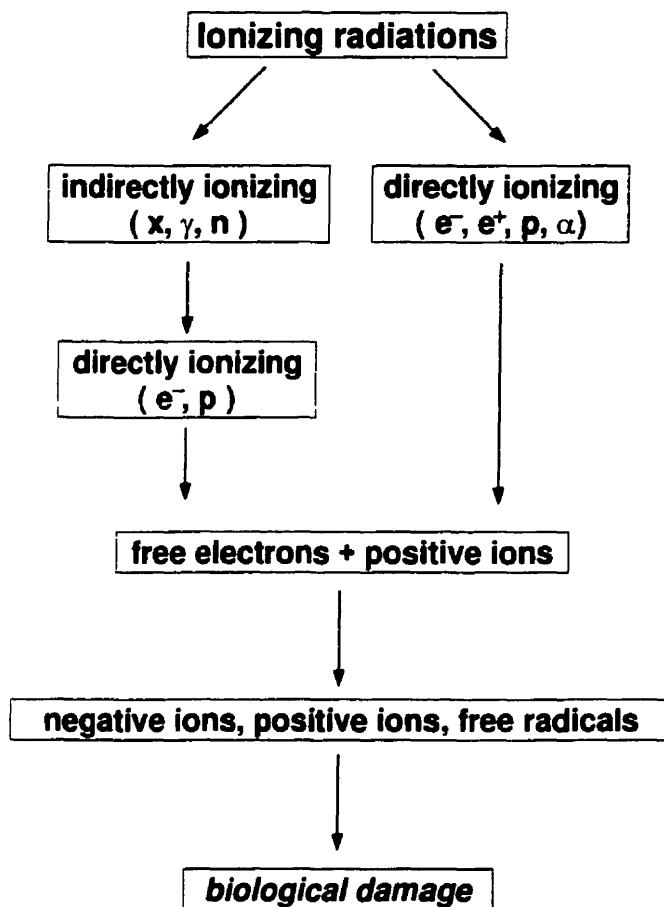 Ionizing radiations
indirectly ionizing
( x, γ, n )
directly ionizing
( e⁻, e⁺, p, α )
directly ionizing
( e⁻, p )
free electrons + positive ions
negative ions, positive ions, free radicals
biological damage